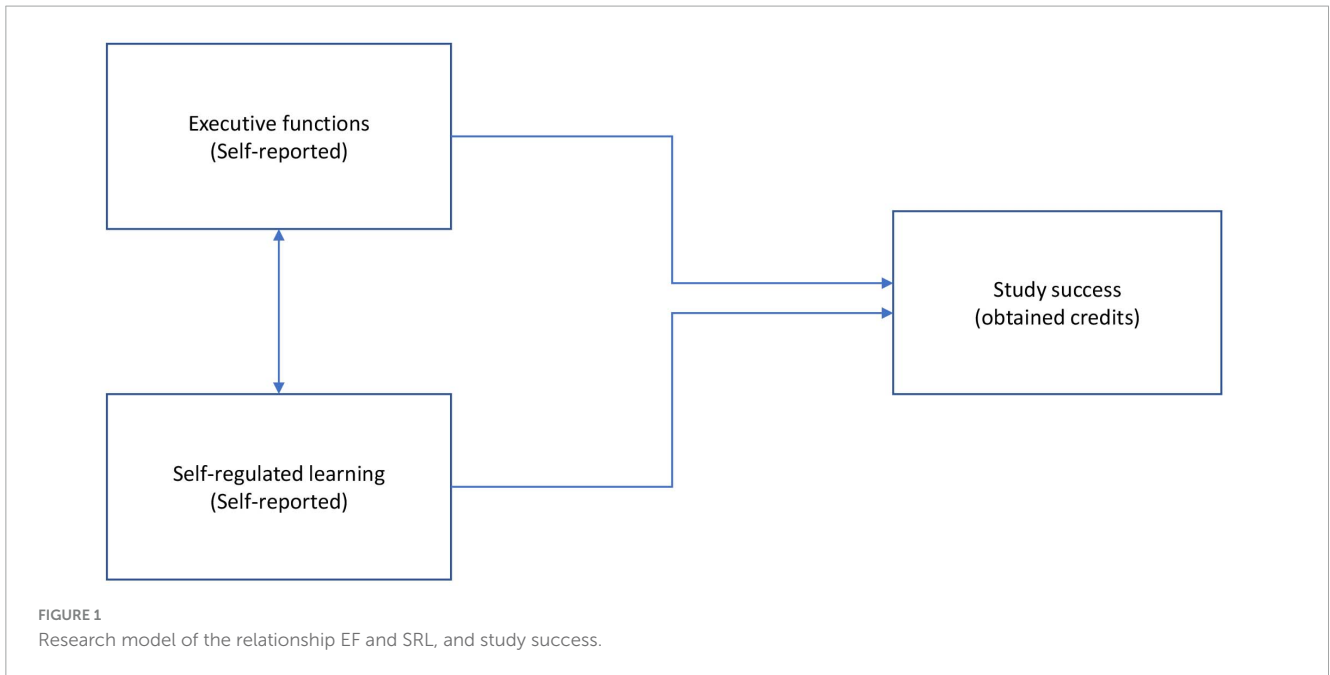 Executive functions
(Self-reported)
Study success
(obtained credits)
Self-regulated learning
(Self-reported)
FIGURE 1
Research model of the relationship EF and SRL, and study success.